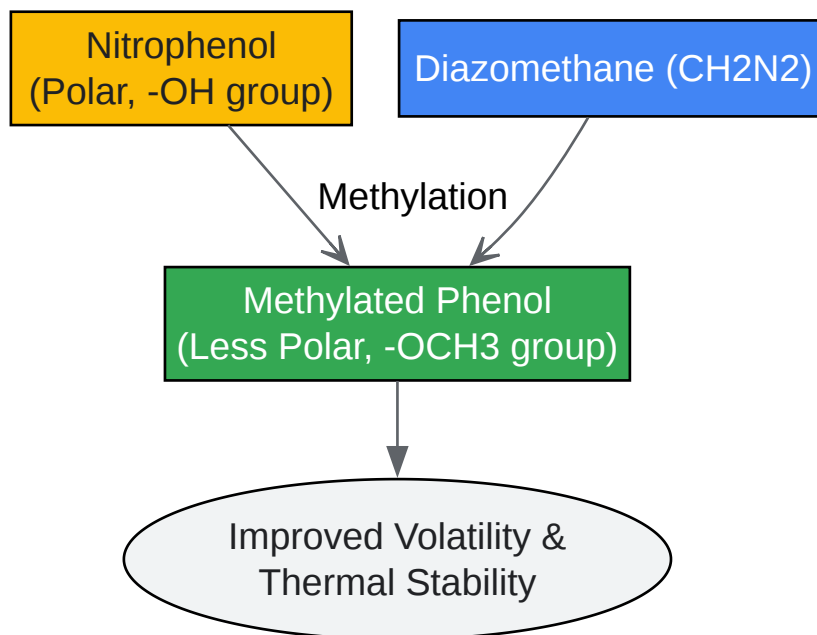 Nitrophenol
(Polar, -OH group)
Diazomethane (CH2N2)
Methylation
Methylated Phenol
(Less Polar, -OCH3 group)
Improved Volatility &
Thermal Stability